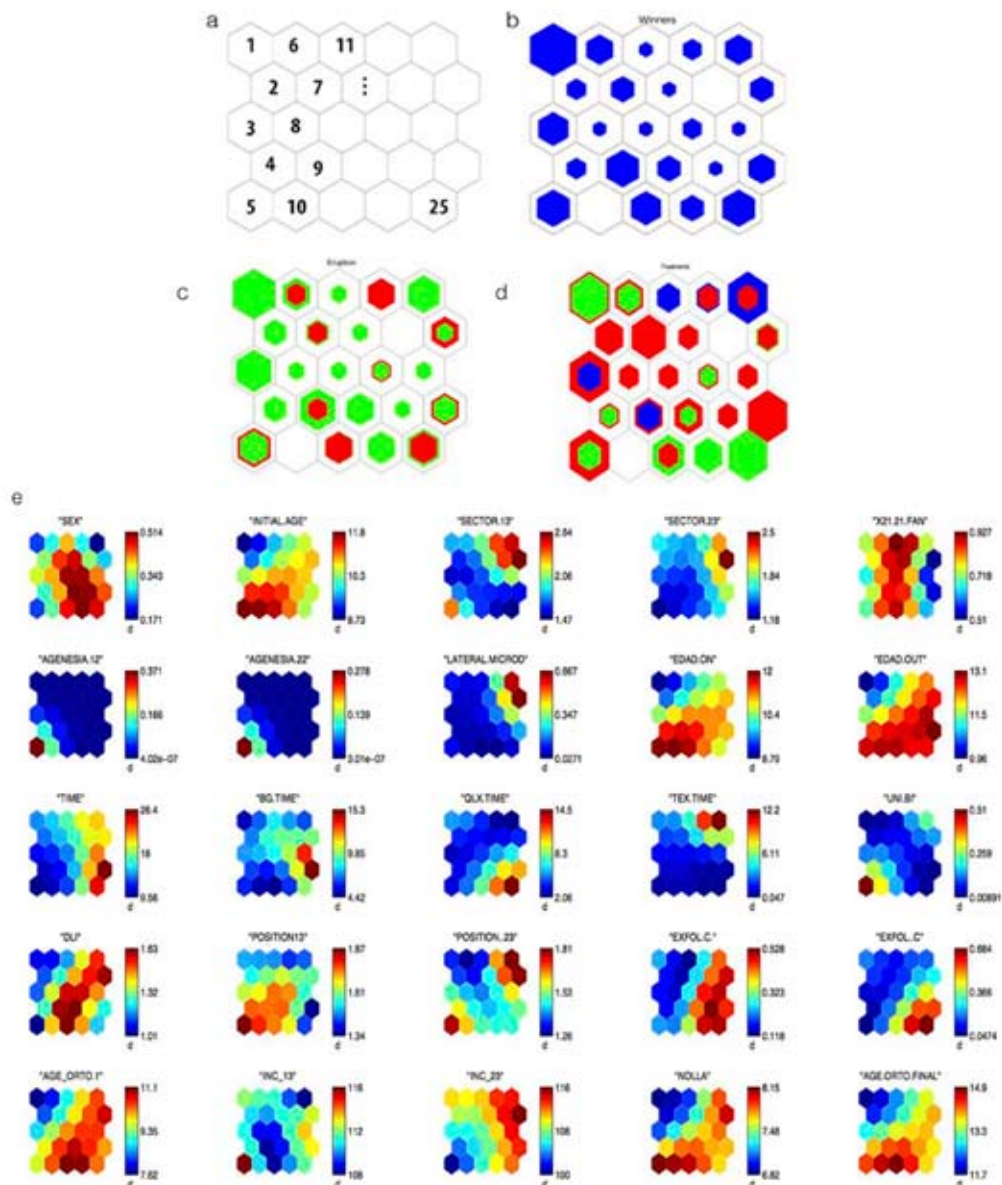 a
b
Winners
1 6 11
2 7 ⋮
3 8
4 9
5 10 25
c
Eruption
d
e
"SEX" "INITIAL.AGE" "SECTOR.13" "SECTOR.23" "X21.21.FAN"
0.514 11.8 2.64 2.5 0.927
0.343 10.3 2.06 1.84 0.718
0.171 8.73 1.47 1.18 0.51
d d d d d
"AGENESIA.12" "AGENESIA.22" "LATERAL.MICROD" "EDAD.ON" "EDAD.OUT"
0.371 0.278 0.667 12 13.1
0.186 0.139 0.347 10.4 11.5
4.02e-07 3.01e-07 0.0271 8.70 9.96
d d d d d
"TIME" "BG.TIME" "QLX.TIME" "TEX.TIME" "UNI.BI"
26.4 15.3 14.5 12.2 0.51
18 9.85 8.3 6.11 0.259
9.56 4.42 2.06 0.047 0.00891
d d d d d
"DLI" "POSITION13" "POSITION..23" "EXFOL.C." "EXFOL..C"
1.63 1.87 1.81 0.528 0.684
1.32 1.61 1.53 0.323 0.366
1.01 1.34 1.26 0.118 0.0474
d d d d d
"AGE_ORTO.1" "INC_13" "INC_23" "NOLLA" "AGE.ORTO.FINAL"
11.1 116 116 8.15 14.9
9.35 112 108 7.48 13.3
7.62 108 100 6.82 11.7
d d d d d